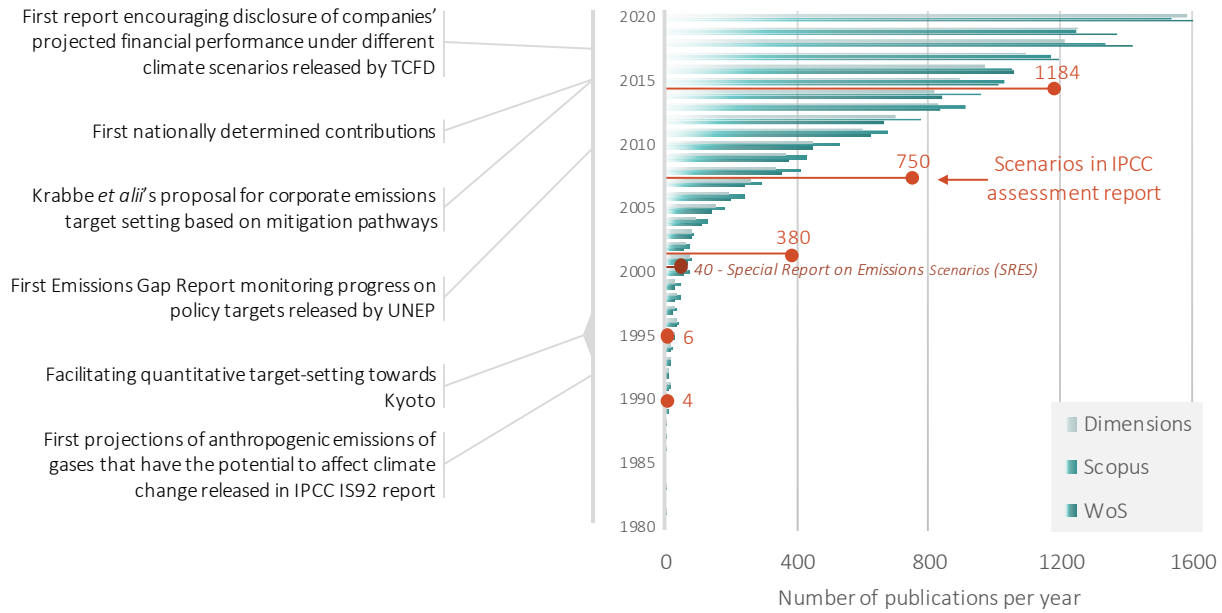 First report encouraging disclosure of companies’
projected financial performance under different
climate scenarios released by TCFD
First nationally determined contributions
Krabbe et alii’s proposal for corporate emissions
target setting based on mitigation pathways
First Emissions Gap Report monitoring progress on
policy targets released by UNEP
Facilitating quantitative target-setting towards
Kyoto
First projections of anthropogenic emissions of
gases that have the potential to affect climate
change released in IPCC IS92 report
2020
2015
2010
2005
2000
1995
1990
1985
1980
1184
750
Scenarios in IPCC
assessment report
380
40 - Special Report on Emissions Scenarios (SRES)
6
4
Dimensions
Scopus
WoS
0 400 800 1200 1600
Number of publications per year